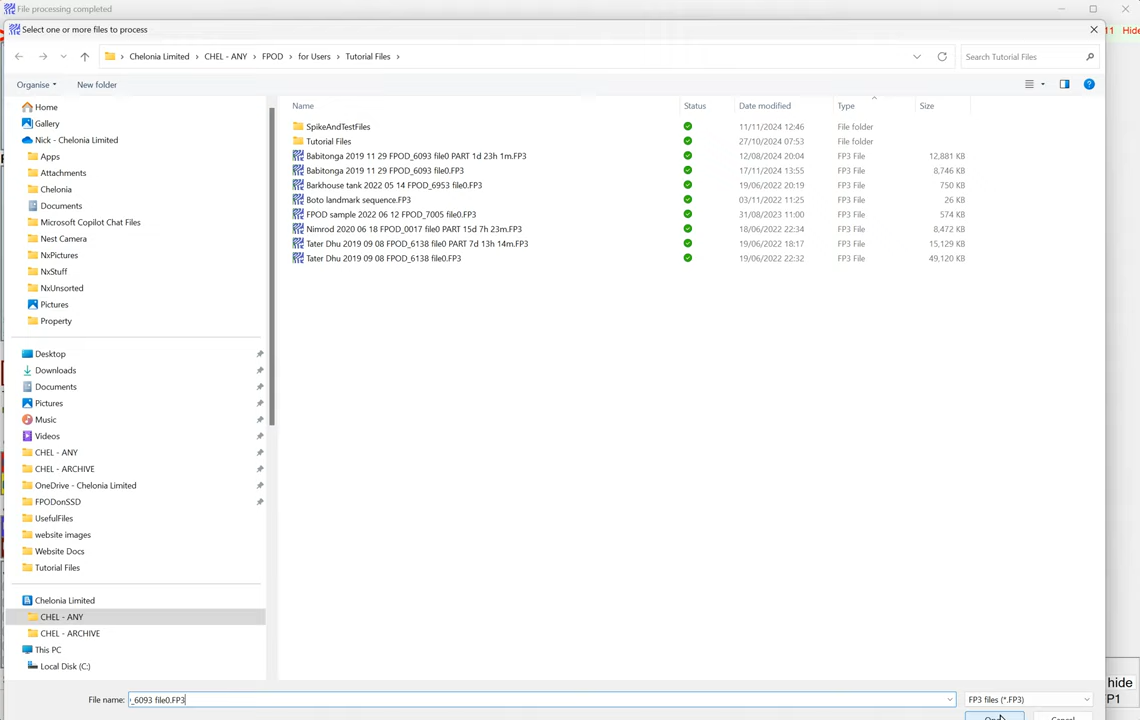 File processing completed
Select one or more files to process
11 Hide
Chelonia Limited > CHEL - ANY > FPOD > for Users > Tutorial Files >
Search Tutorial Files
Organise
New folder
Name Status Date modified Type Size
Home
Gallery
Nick - Chelonia Limited
Apps
Attachments
Chelonia
Documents
Microsoft Copilot Chat Files
Nest Camera
NxPictures
NxStuff
NxUnsorted
Pictures
Property
Desktop
Downloads
Documents
Pictures
Music
Videos
CHEL - ANY
CHEL - ARCHIVE
OneDrive - Chelonia Limited
FPODonSSD
UsefulFiles
website images
Website Docs
Tutorial Files
Chelonia Limited
CHEL - ANY
CHEL - ARCHIVE
This PC
Local Disk (C:)
SpikeAndTestFiles 11/11/2024 12:46 File folder
Tutorial Files 27/10/2024 07:53 File folder
Babitonga 2019 11 29 FPOD_6093 file0 PART 1d 23h 1m.FP3 12/08/2024 20:04 FP3 File 12,881 KB
Babitonga 2019 11 29 FPOD_6093 file0.FP3 17/11/2024 13:55 FP3 File 8,746 KB
Barkhouse tank 2022 05 14 FPOD_6953 file0.FP3 19/06/2022 20:19 FP3 File 750 KB
Boto landmark sequence.FP3 03/11/2022 11:25 FP3 File 26 KB
FPOD sample 2022 06 12 FPOD_7005 file0.FP3 31/08/2023 11:00 FP3 File 574 KB
Nimrod 2020 06 18 FPOD_0017 file0 PART 15d 7h 23m.FP3 18/06/2022 22:34 FP3 File 8,472 KB
Tater Dhu 2019 09 08 FPOD_6138 file0 PART 7d 13h 14m.FP3 19/06/2022 18:17 FP3 File 15,129 KB
Tater Dhu 2019 09 08 FPOD_6138 file0.FP3 19/06/2022 22:32 FP3 File 49,120 KB
hide
P1
File name: _6093 file0.FP3
FP3 files (*.FP3)
Cancel